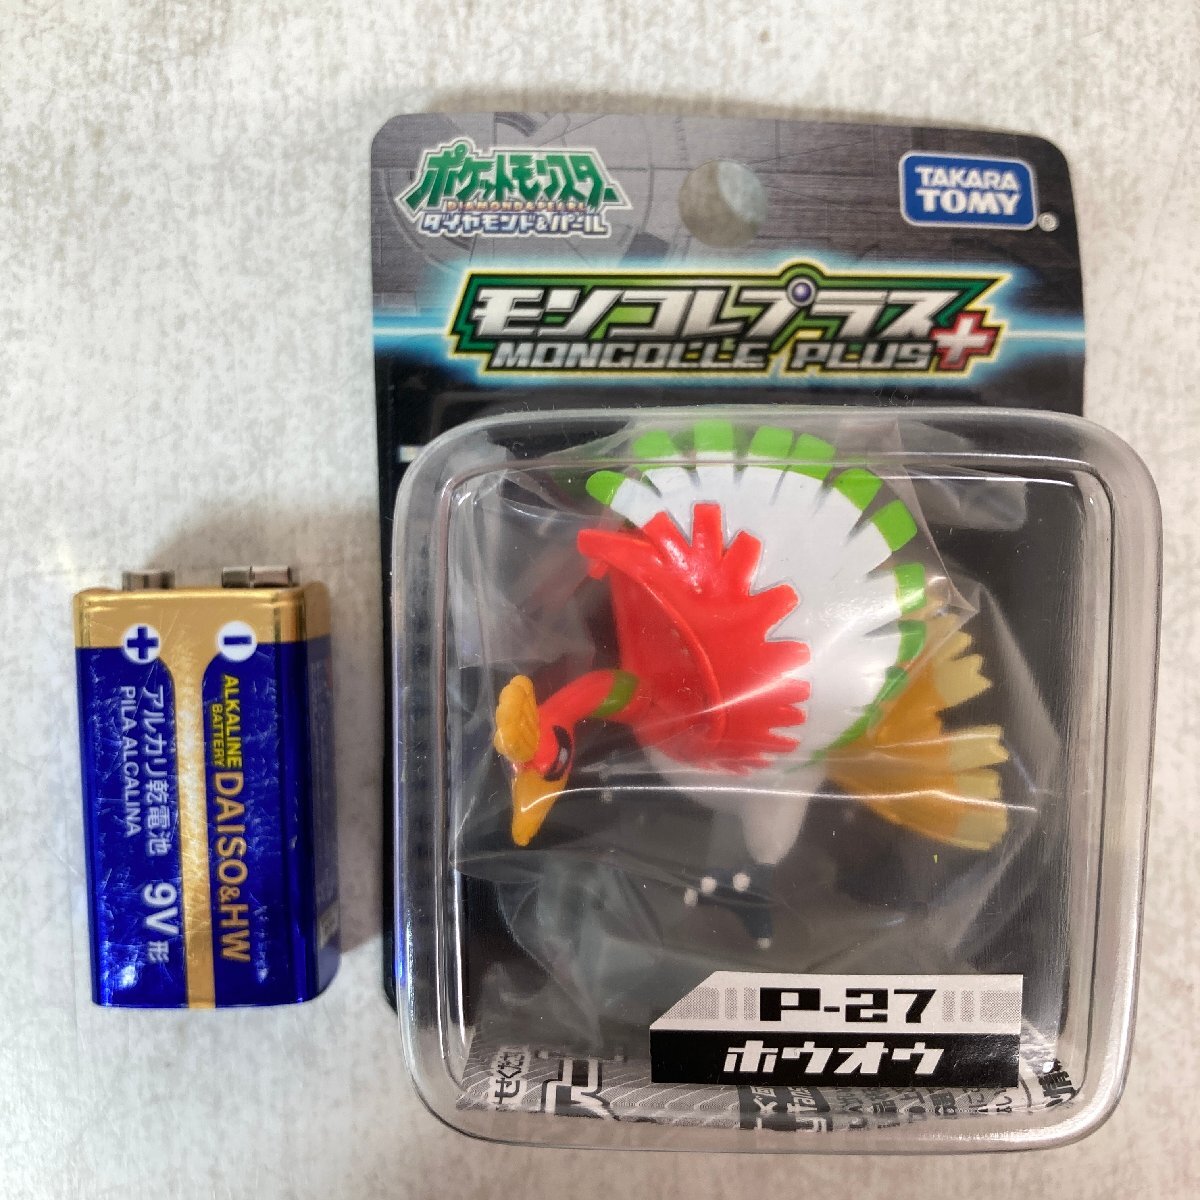 ポケットモンスター
DIAMOND & PEARL
ダイヤモンド&パール
TAKARA
TOMY
®
モンコレプラス+
MONCOLLE PLUS
P-27
ホウオウ
+
-
ALKALINE
BATTERY
DAISO&HW
アルカリ乾電池 9V形
PILA ALCALINA